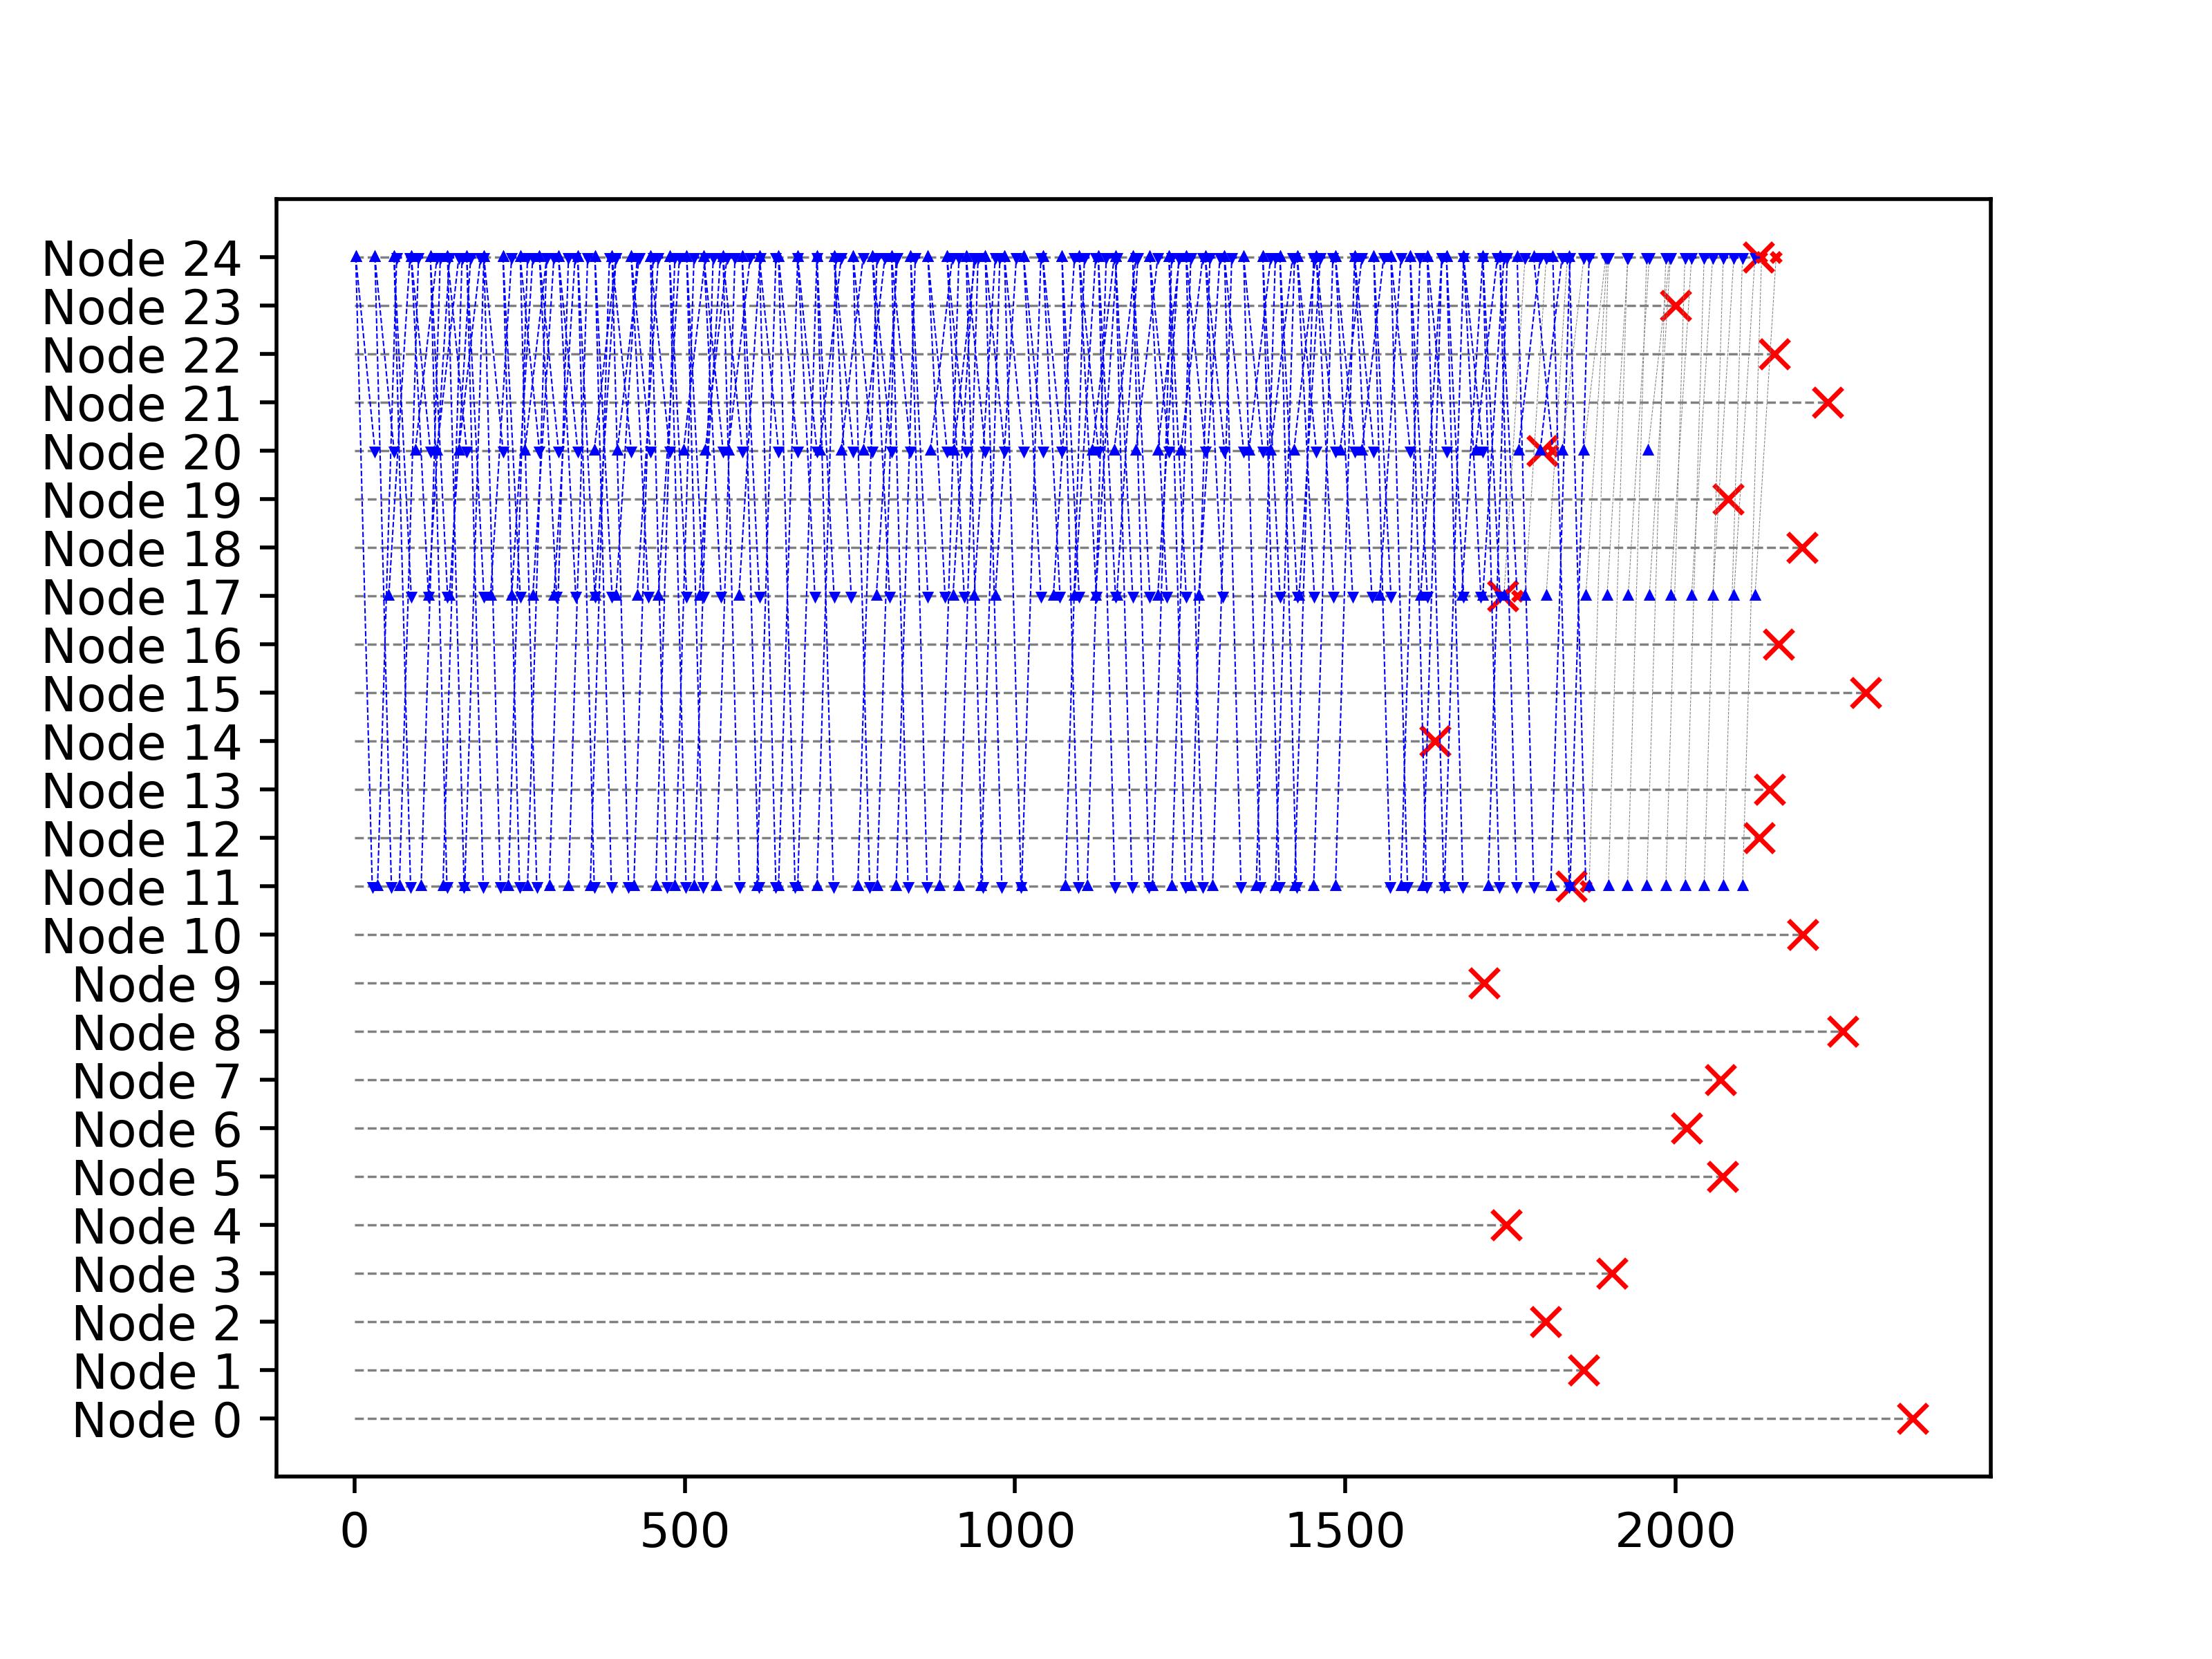 Node 24
Node 23
Node 22
Node 21
Node 20
Node 19
Node 18
Node 17
Node 16
Node 15
Node 14
Node 13
Node 12
Node 11
Node 10
Node 9
Node 8
Node 7
Node 6
Node 5
Node 4
Node 3
Node 2
Node 1
Node 0
0 500 1000 1500 2000